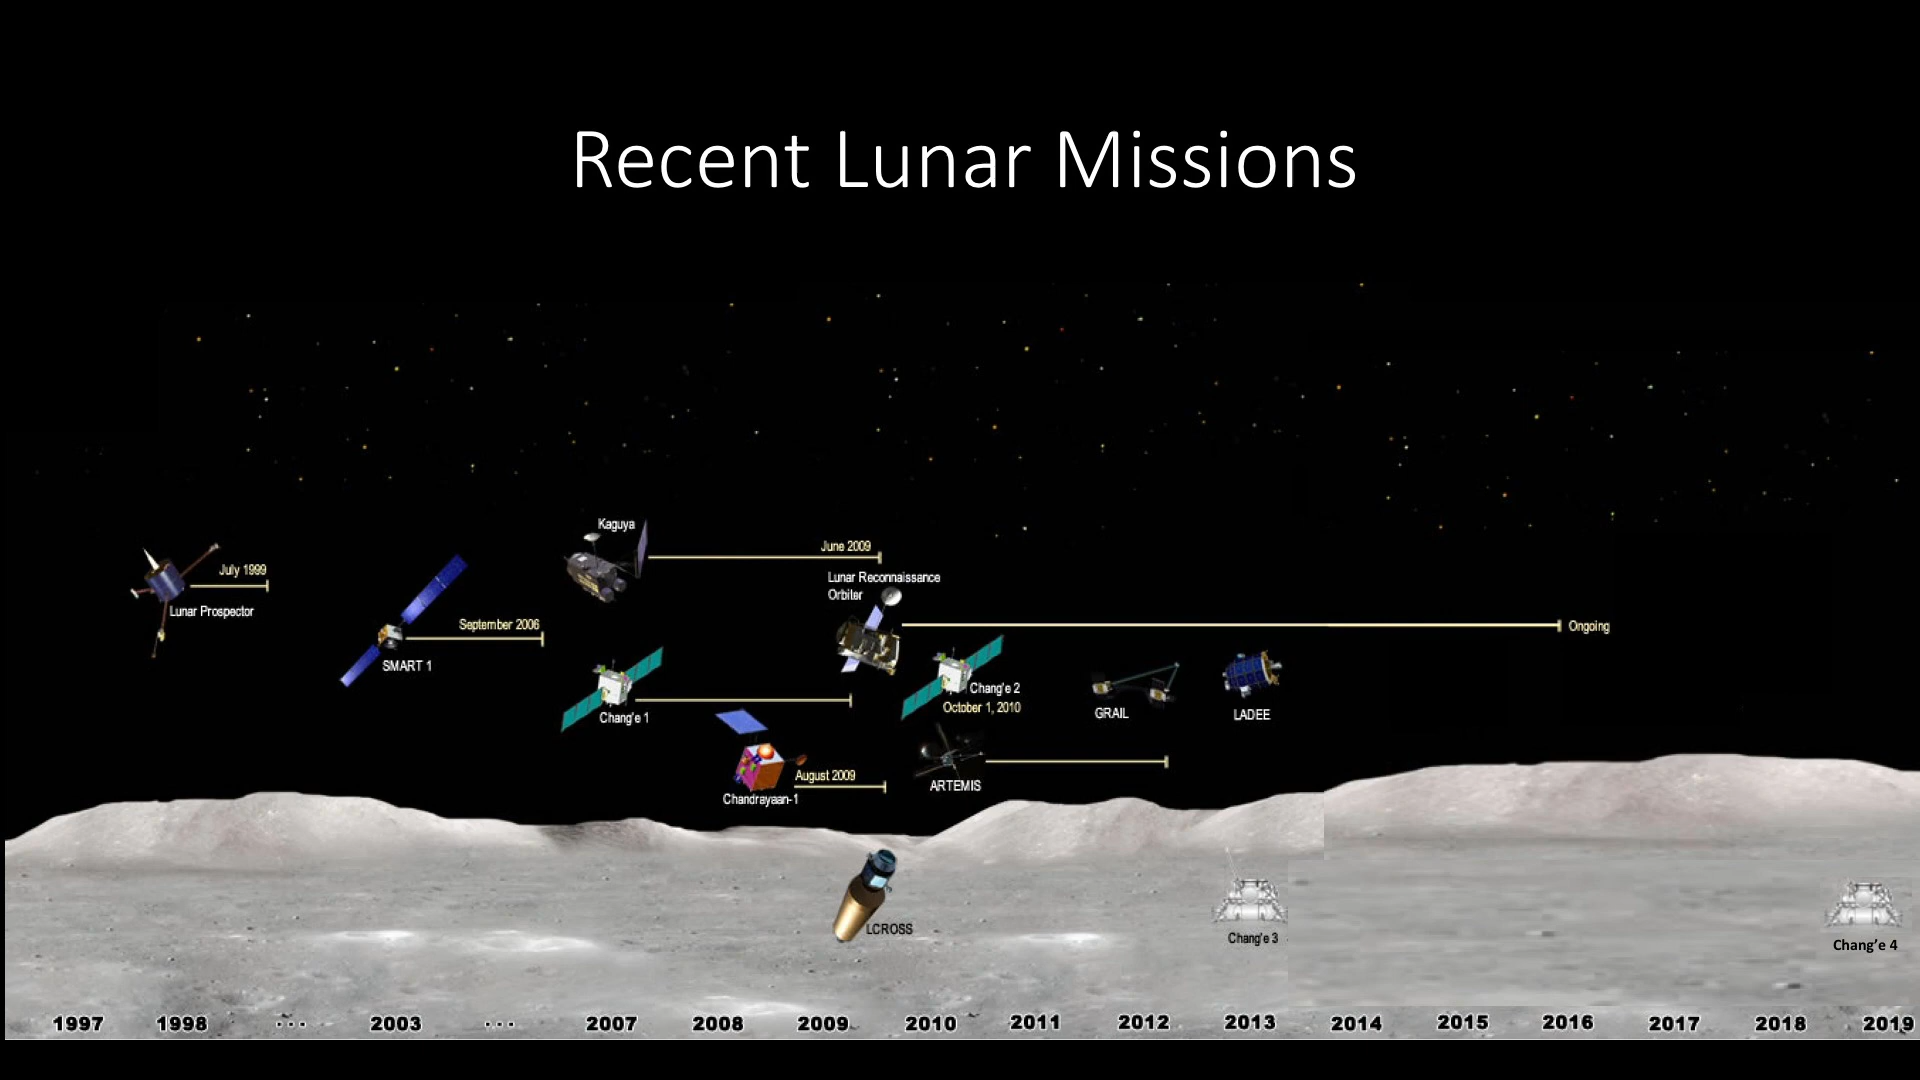 Recent Lunar Missions
Kaguya
June 2009
July 1999
Lunar Prospector
Lunar Reconnaissance
Orbiter
September 2006
SMART 1
Ongoing
Chang'e 1
Chang'e 2
October 1, 2010
GRAIL
LADEE
August 2009
Chandrayaan-1
ARTEMIS
LCROSS
Chang'e 3
Chang’e 4
1997 1998 ... 2003 ... 2007 2008 2009 2010 2011 2012 2013 2014 2015 2016 2017 2018 2019